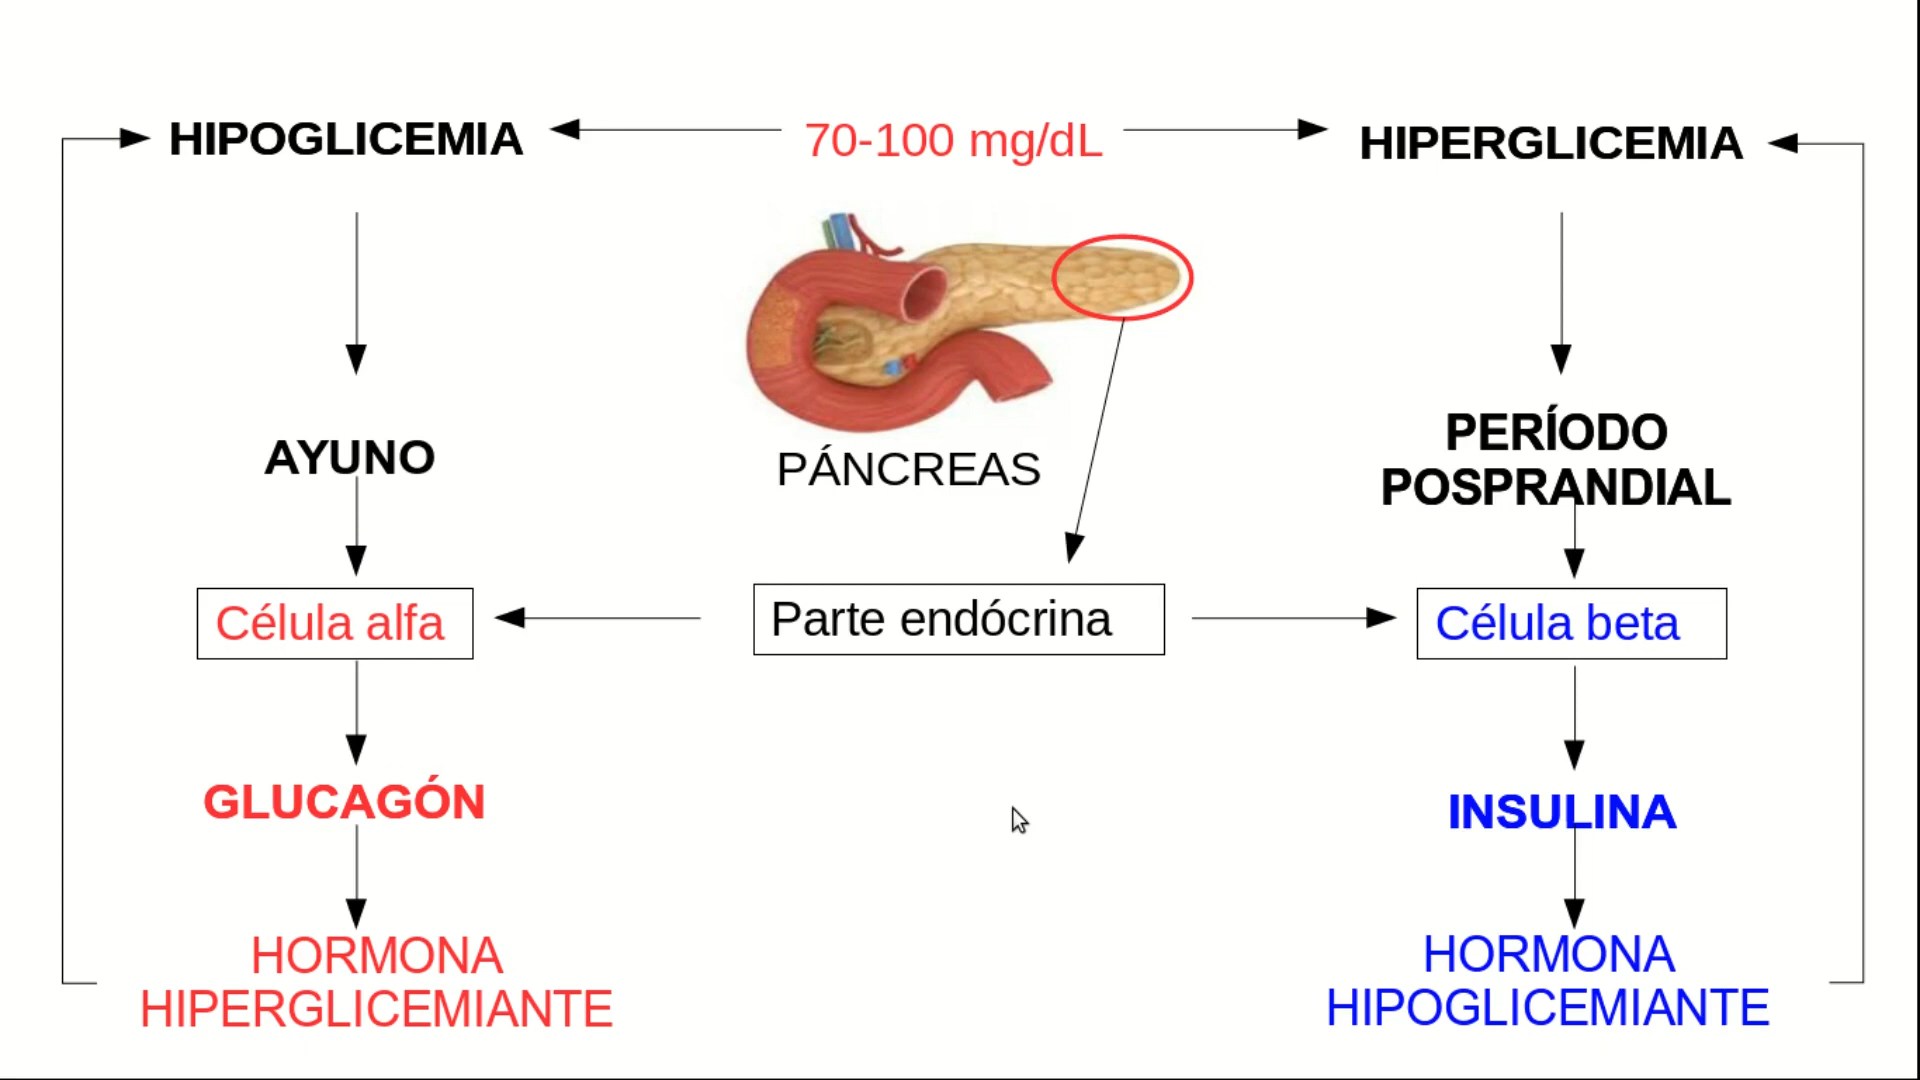 HIPOGLICEMIA
70-100 mg/dL
HIPERGLICEMIA
PÁNCREAS
AYUNO
PERÍODO
POSPRANDIAL
Célula alfa
Parte endócrina
Célula beta
GLUCAGÓN
INSULINA
HORMONA
HIPERGLICEMIANTE
HORMONA
HIPOGLICEMIANTE